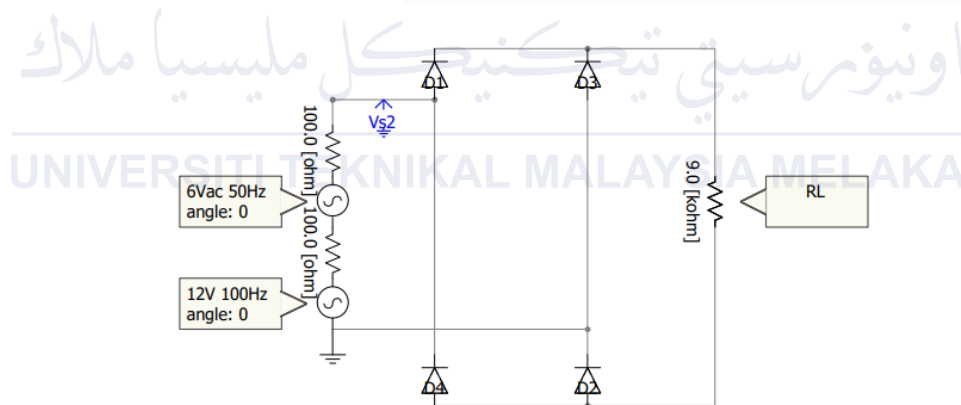 اونيۏرسيتي تيكنيكل مليسيا ملاك
UNIVERSITI TEKNIKAL MALAYSIA MELAKA
D1
D3
Vs2
100.0 [ohm]
6Vac 50Hz
angle: 0
100.0 [ohm]
12V 100Hz
angle: 0
9.0 [kohm]
RL
D4
D2